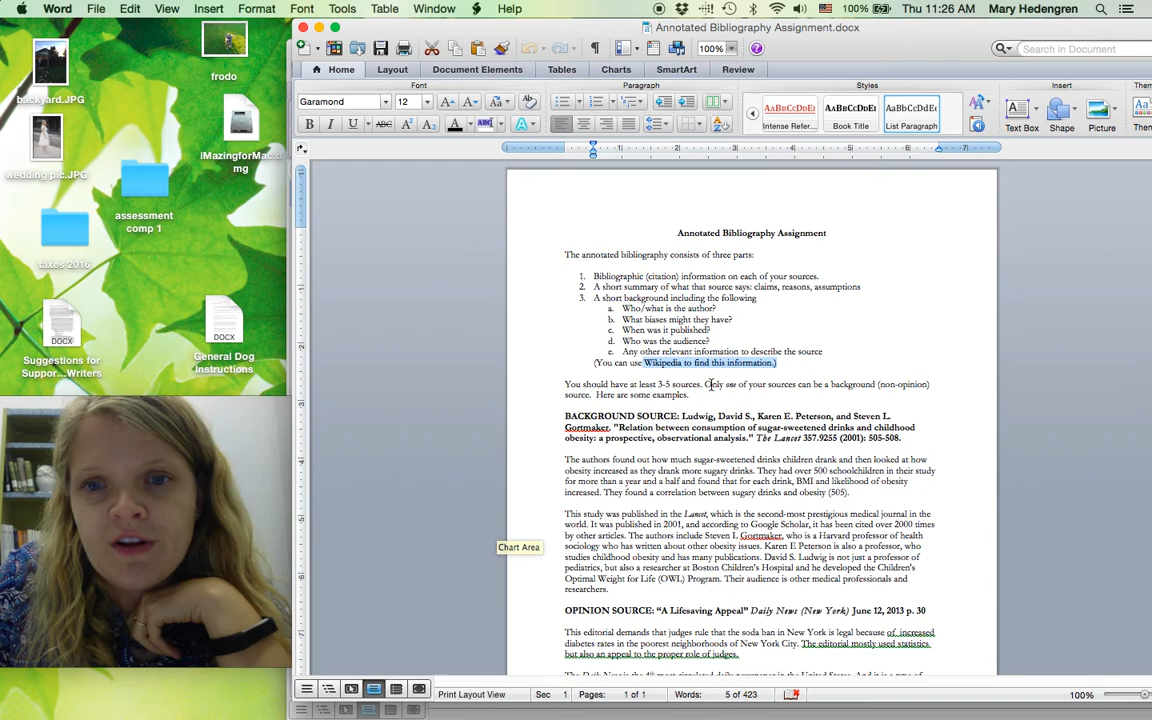 Word File Edit View Insert Format Font Tools Table Window Help 100% Thu 11:26 AM Mary Hedengren
Annotated Bibliography Assignment.docx
100% Search in Document
Home Layout Document Elements Tables Charts SmartArt Review
Font Paragraph Styles Insert
Garamond 12 Aa AaBbCcDdEe AaBbCcDdEe AaBbCcDdEe
B I U ABC A² A₂ A ABC A Intense Refer... Book Title List Paragraph Text Box Shape Picture
frodo
backyard.JPG
iMazingforMac....d
mg
wedding pic.JPG
assessment
comp 1
taxes 2016
DOCX
Suggestions for
Suppor...Writers
DOCX
General Dog
Instructions
Annotated Bibliography Assignment
The annotated bibliography consists of three parts:
1. Bibliographic (citation) information on each of your sources.
2. A short summary of what that source says: claims, reasons, assumptions
3. A short background including the following
a. Who/what is the author?
b. What biases might they have?
c. When was it published?
d. Who was the audience?
e. Any other relevant information to describe the source
(You can use Wikipedia to find this information.)
You should have at least 3-5 sources. Only one of your sources can be a background (non-opinion)
source. Here are some examples.
BACKGROUND SOURCE: Ludwig, David S., Karen E. Peterson, and Steven L.
Gortmaker. "Relation between consumption of sugar-sweetened drinks and childhood
obesity: a prospective, observational analysis." The Lancet 357.9255 (2001): 505-508.
The authors found out how much sugar-sweetened drinks children drank and then looked at how
obesity increased as they drank more sugary drinks. They had over 500 schoolchildren in their study
for more than a year and a half and found that for each drink, BMI and likelihood of obesity
increased. They found a correlation between sugary drinks and obesity (505).
This study was published in the Lancet, which is the second-most prestigious medical journal in the
world. It was published in 2001, and according to Google Scholar, it has been cited over 2000 times
by other articles. The authors include Steven L Gortmaker, who is a Harvard professor of health
sociology who has written about other obesity issues. Karen E Peterson is also a professor, who
studies childhood obesity and has many publications. David S. Ludwig is not just a professor of
pediatrics, but also a researcher at Boston Children's Hospital and he developed the Children's
Optimal Weight for Life (OWL) Program. Their audience is other medical professionals and
researchers.
Chart Area
OPINION SOURCE: "A Lifesaving Appeal" Daily News (New York) June 12, 2013 p. 30
This editorial demands that judges rule that the soda ban in New York is legal because of increased
diabetes rates in the poorest neighborhoods of New York City. The editorial mostly used statistics
but also an appeal to the proper role of judges.
Print Layout View Sec 1 Pages: 1 of 1 Words: 5 of 423 100%